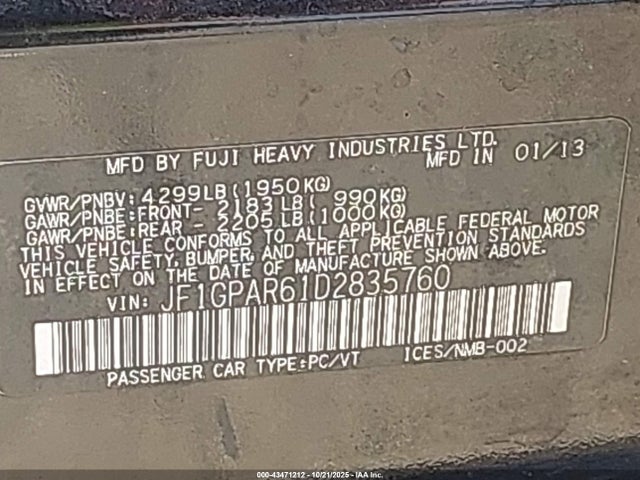 MFD BY FUJI HEAVY INDUSTRIES LTD.
MFD IN 01/13
GVWR/PNBV: 4299LB(1950KG)
GAWR/PNBE:FRONT- 2183LB( 990KG)
GAWR/PNBE:REAR - 2205LB(1000KG)
THIS VEHICLE CONFORMS TO ALL APPLICABLE FEDERAL MOTOR
VEHICLE SAFETY, BUMPER, AND THEFT PREVENTION STANDARDS
IN EFFECT ON THE DATE OF MANUFACTURE SHOWN ABOVE.
VIN: JF1GPAR61D2835760
PASSENGER CAR TYPE:PC/VT ICES/NMB-002
000-43471212 - 10/21/2025 - IAA, Inc.